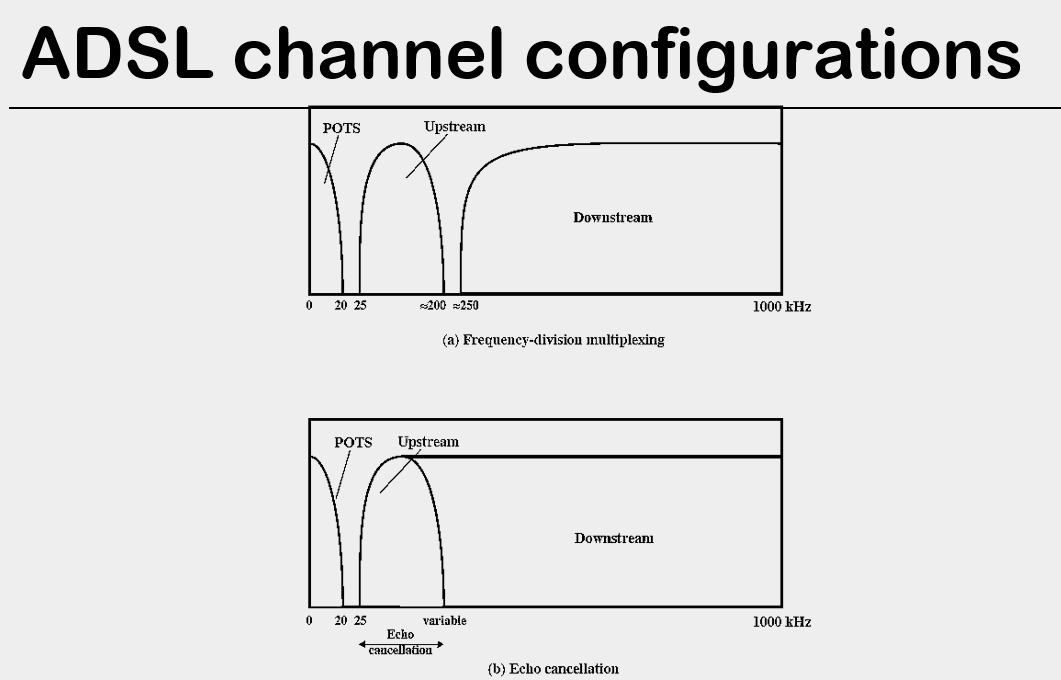 ADSL channel configurations
POTS
Upstream
Downstream
0 20 25 ≈200 ≈250 1000 kHz
(a) Frequency-division multiplexing
POTS
Upstream
Downstream
0 20 25 variable 1000 kHz
Echo
cancellation
(b) Echo cancellation